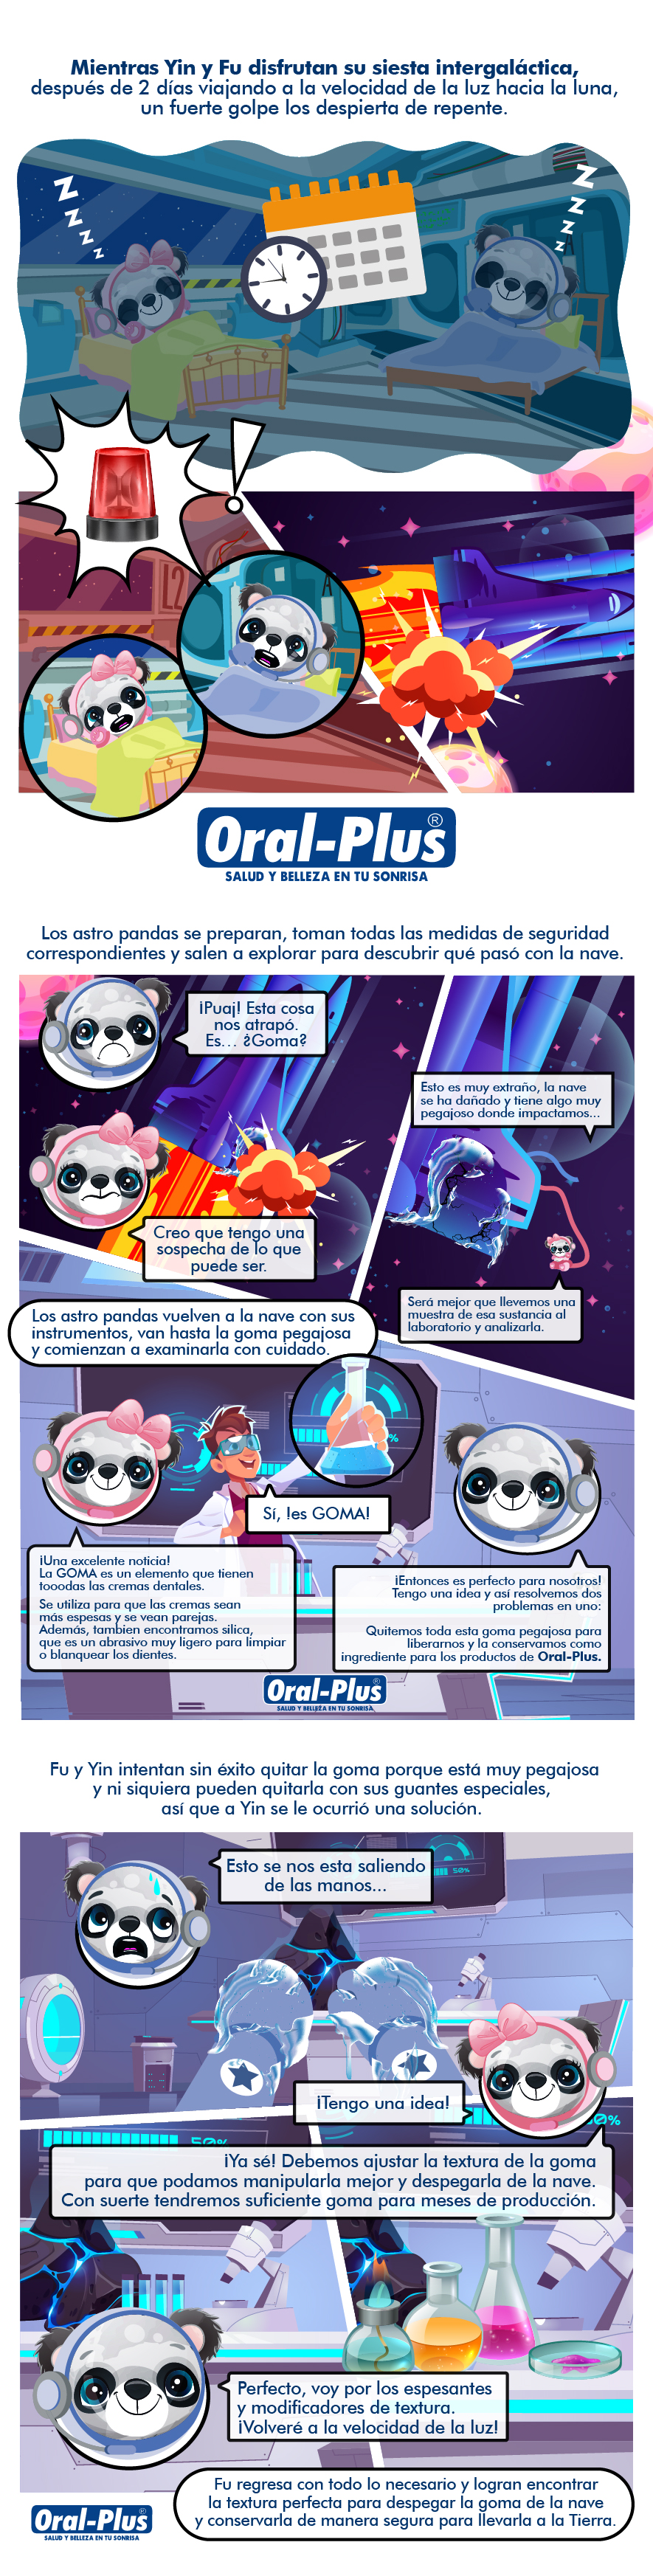 Mientras Yin y Fu disfrutan su siesta intergaláctica,
después de 2 días viajando a la velocidad de la luz hacia la luna,
un fuerte golpe los despierta de repente.
Z
Z
Z
Z
Z
Z
Z
Z
L2
Oral-Plus®
SALUD Y BELLEZA EN TU SONRISA
Los astro pandas se preparan, toman todas las medidas de seguridad
correspondientes y salen a explorar para descubrir qué pasó con la nave.
¡Puaj! Esta cosa
nos atrapó.
Es... ¿Goma?
Esto es muy extraño, la nave
se ha dañado y tiene algo muy
pegajoso donde impactamos...
Creo que tengo una
sospecha de lo que
puede ser.
Será mejor que llevemos una
muestra de esa sustancia al
laboratorio y analizarla.
Los astro pandas vuelven a la nave con sus
instrumentos, van hasta la goma pegajosa
y comienzan a examinarla con cuidado.
%
Sí, !es GOMA!
¡Una excelente noticia!
La GOMA es un elemento que tienen
tooodas las cremas dentales.
Se utiliza para que las cremas sean
más espesas y se vean parejas.
Además, tambien encontramos silica,
que es un abrasivo muy ligero para limpiar
o blanquear los dientes.
¡Entonces es perfecto para nosotros!
Tengo una idea y así resolvemos dos
problemas en uno:
Quitemos toda esta goma pegajosa para
liberarnos y la conservamos como
ingrediente para los productos de Oral-Plus.
Oral-Plus®
SALUD Y BELLEZA EN TU SONRISA
Fu y Yin intentan sin éxito quitar la goma porque está muy pegajosa
y ni siquiera pueden quitarla con sus guantes especiales,
así que a Yin se le ocurrió una solución.
50%
Esto se nos esta saliendo
de las manos...
¡Tengo una idea!
50%
0%
¡Ya sé! Debemos ajustar la textura de la goma
para que podamos manipularla mejor y despegarla de la nave.
Con suerte tendremos suficiente goma para meses de producción.
Perfecto, voy por los espesantes
y modificadores de textura.
¡Volveré a la velocidad de la luz!
Fu regresa con todo lo necesario y logran encontrar
la textura perfecta para despegar la goma de la nave
y conservarla de manera segura para llevarla a la Tierra.
Oral-Plus®
SALUD Y BELLEZA EN TU SONRISA